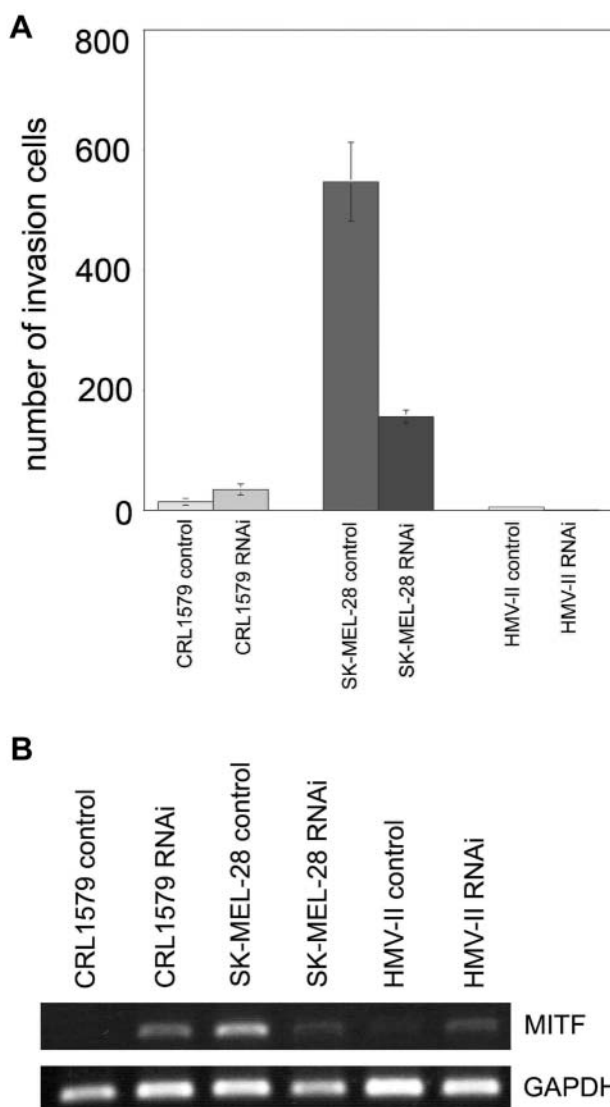 A
800
600
400
200
0
number of invasion cells
CRL1579 control
CRL1579 RNAi
SK-MEL-28 control
SK-MEL-28 RNAi
HMV-II control
HMV-II RNAi
B
CRL1579 control
CRL1579 RNAi
SK-MEL-28 control
SK-MEL-28 RNAi
HMV-II control
HMV-II RNAi
MITF
GAPDH